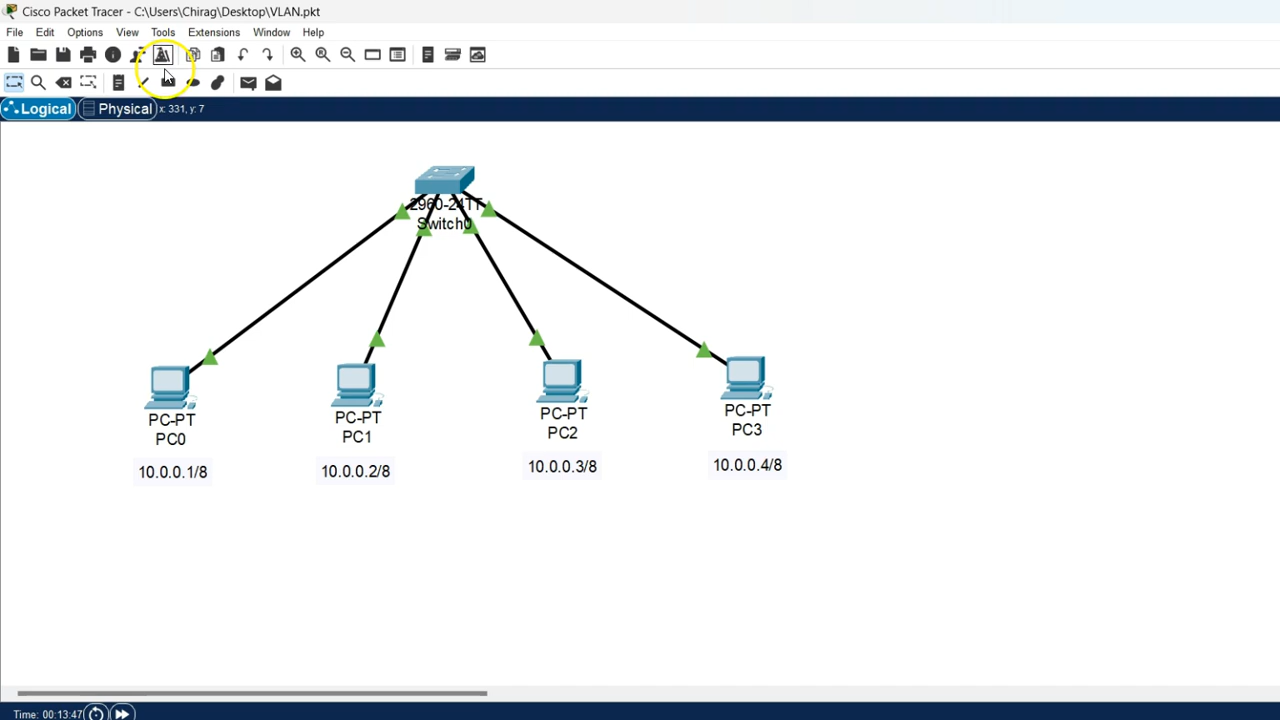 Cisco Packet Tracer - C:\Users\Chirag\Desktop\VLAN.pkt
File Edit Options View Tools Extensions Window Help
Logical Physical x: 331, y: 7
2960-24TT
Switch0
PC-PT
PC0
10.0.0.1/8
PC-PT
PC1
10.0.0.2/8
PC-PT
PC2
10.0.0.3/8
PC-PT
PC3
10.0.0.4/8
Time: 00:13:47